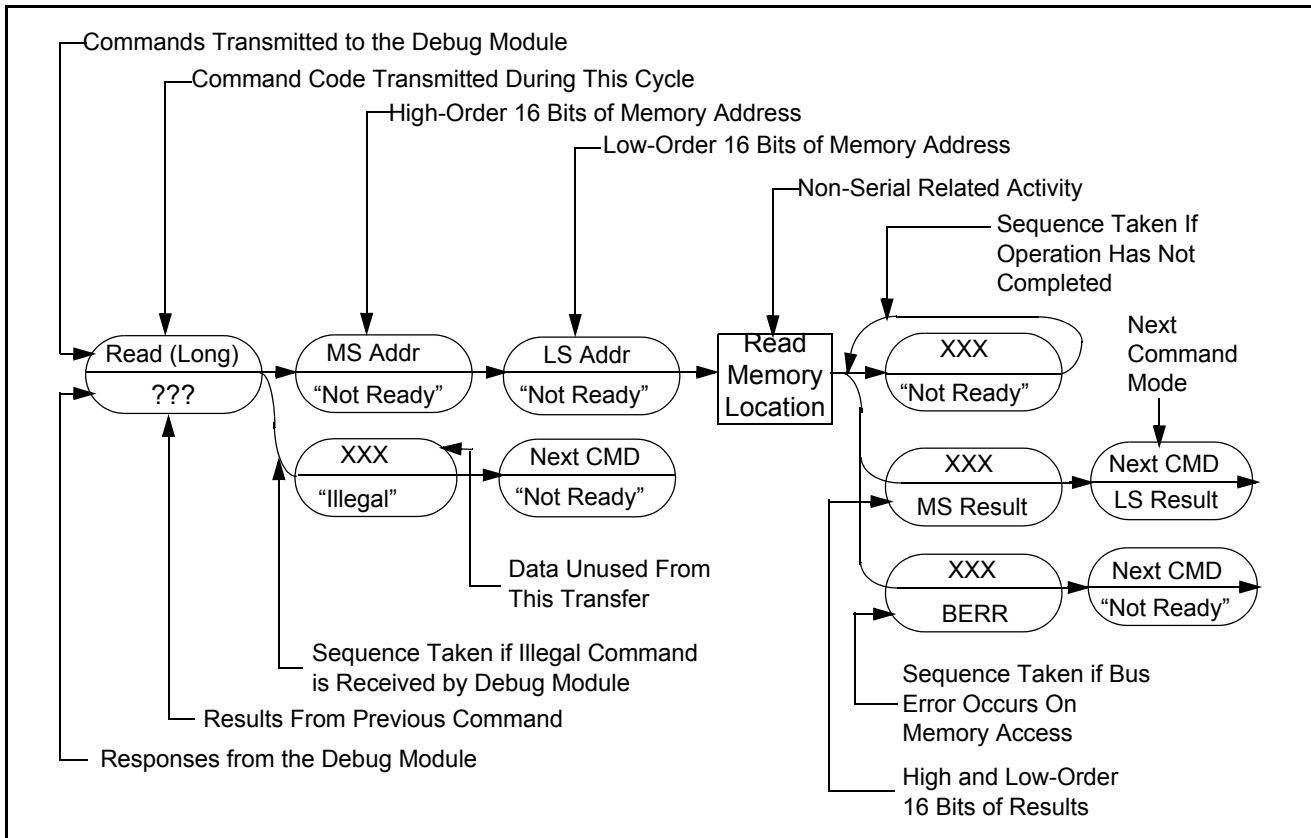 Commands Transmitted to the Debug Module
Command Code Transmitted During This Cycle
High-Order 16 Bits of Memory Address
Low-Order 16 Bits of Memory Address
Non-Serial Related Activity
Sequence Taken If
Operation Has Not
Completed
Next
Command
Mode
Read (Long)
???
MS Addr
“Not Ready”
LS Addr
“Not Ready”
Read
Memory
Location
XXX
“Not Ready”
XXX
“Illegal”
Next CMD
“Not Ready”
XXX
MS Result
Next CMD
LS Result
XXX
BERR
Next CMD
“Not Ready”
Data Unused From
This Transfer
Sequence Taken if Illegal Command
is Received by Debug Module
Results From Previous Command
Responses from the Debug Module
Sequence Taken if Bus
Error Occurs On
Memory Access
High and Low-Order
16 Bits of Results